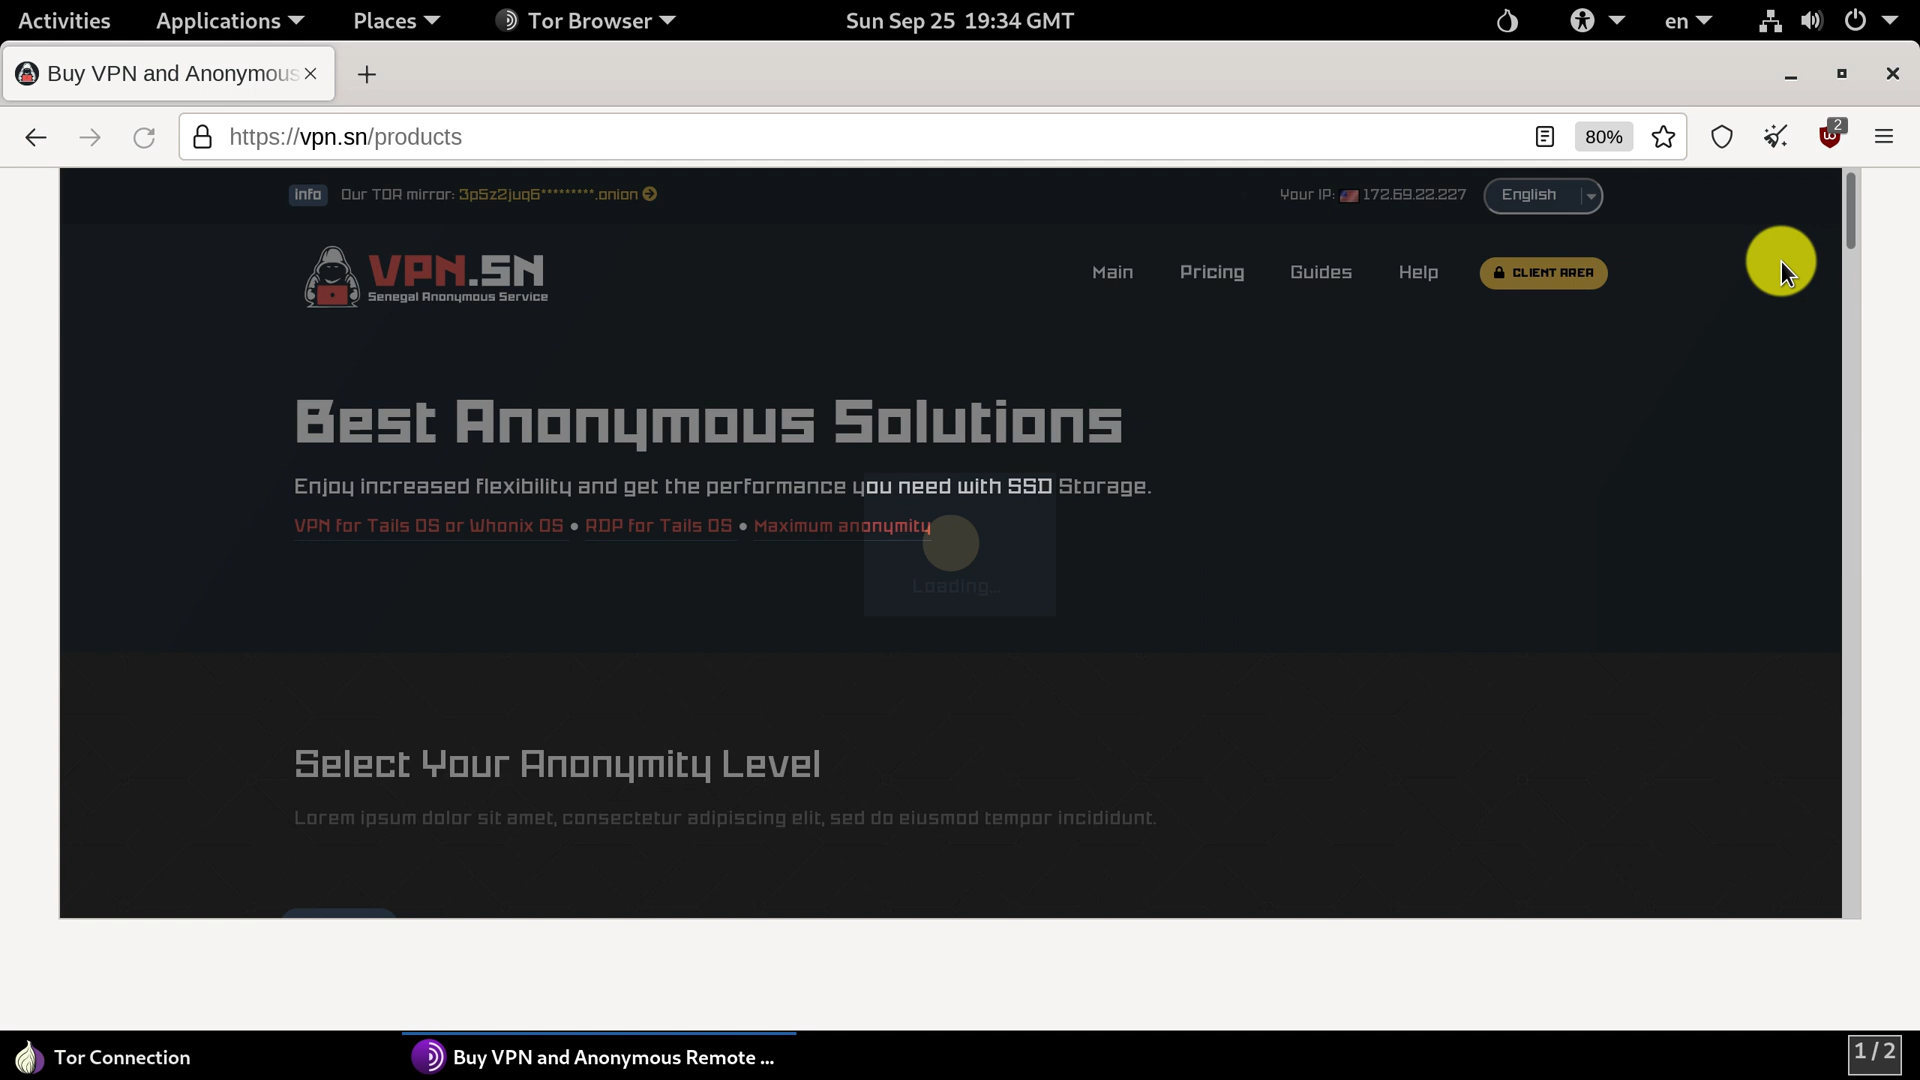 Activities Applications Places Tor Browser Sun Sep 25 19:34 GMT en
Buy VPN and Anonymous
https://vpn.sn/products 80% 2
info Our TOR mirror: 3p5z2juq6*********.onion Your IP: 172.69.22.227 English
VPN.SN
Senegal Anonymous Service
Main Pricing Guides Help CLIENT AREA
Best Anonymous Solutions
Enjoy increased flexibility and get the performance you need with SSD Storage.
VPN for Tails OS or Whonix OS • RDP for Tails OS • Maximum anonymity
Loading...
Select Your Anonymity Level
Lorem ipsum dolor sit amet, consectetur adipiscing elit, sed do eiusmod tempor incididunt.
Tor Connection Buy VPN and Anonymous Remote ... 1/2